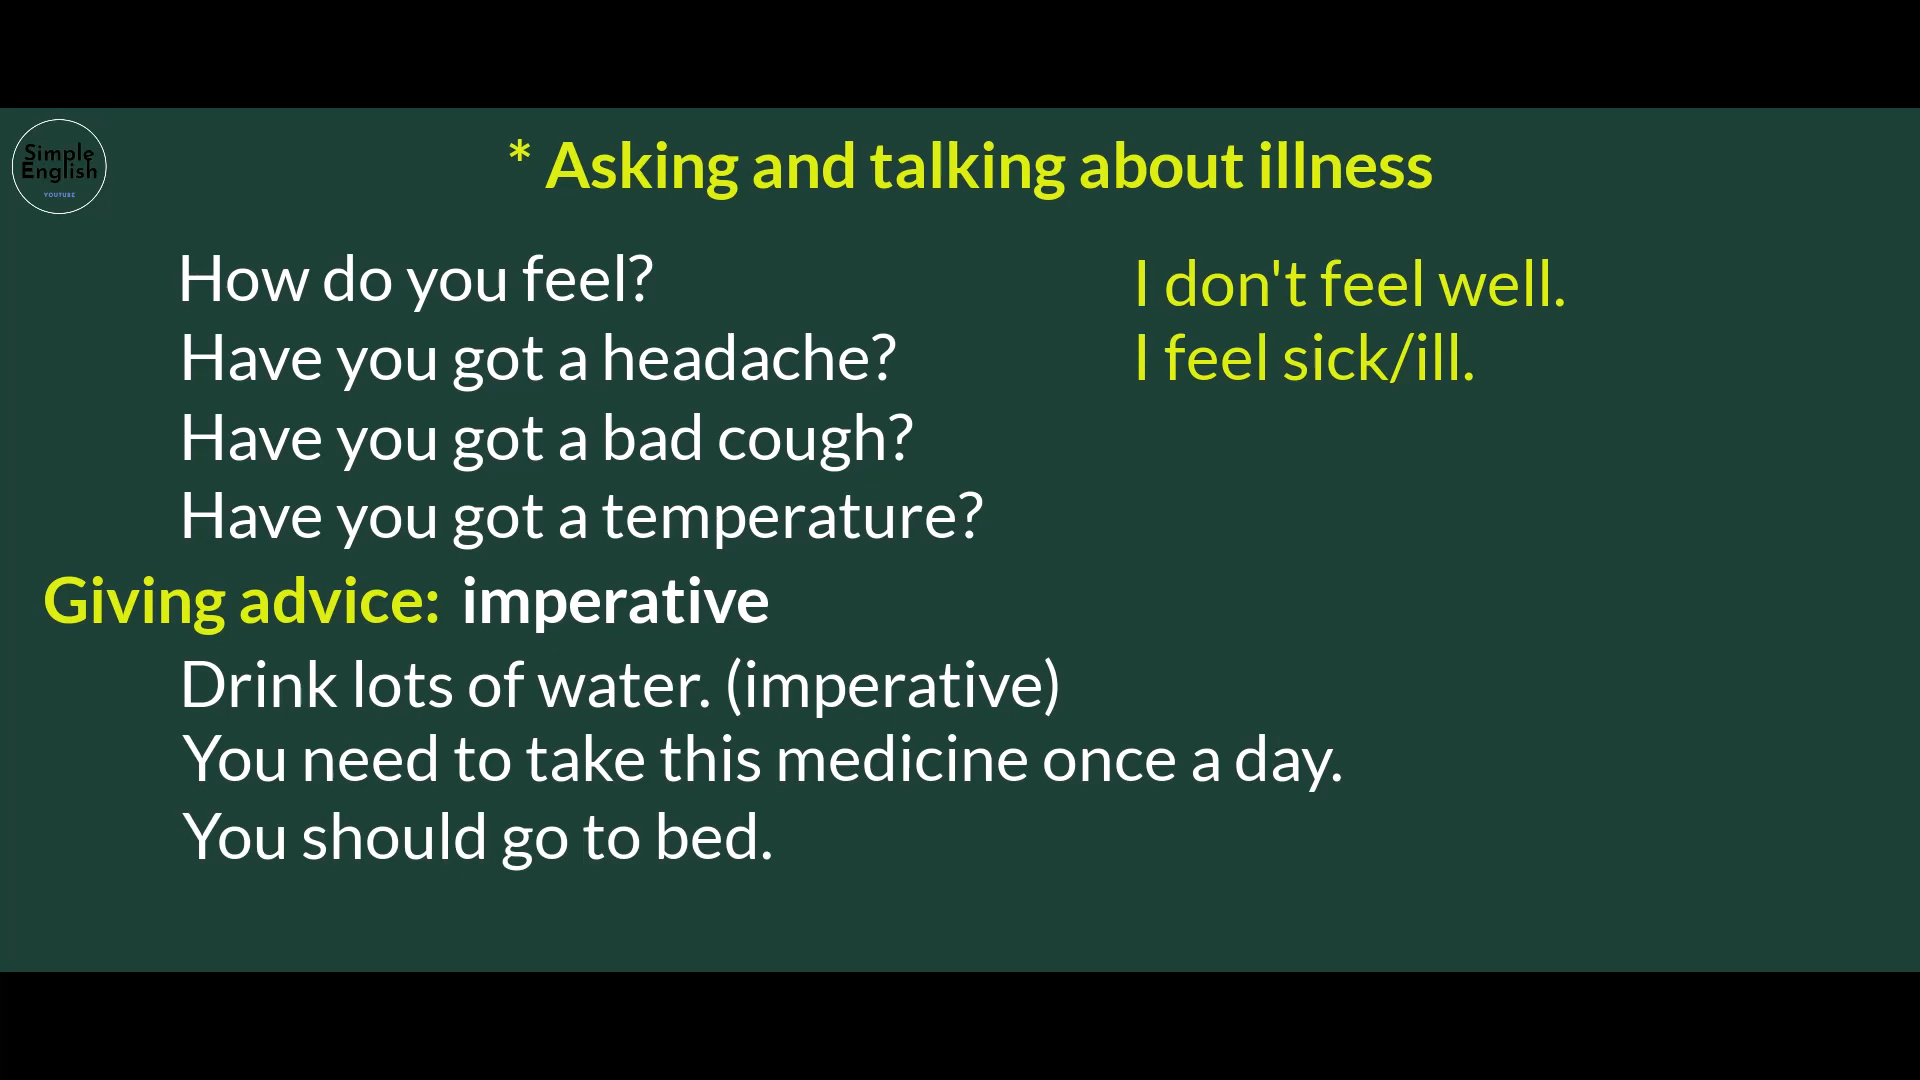 Simple
English
YOUTUBE
* Asking and talking about illness
How do you feel?
I don't feel well.
Have you got a headache?
I feel sick/ill.
Have you got a bad cough?
Have you got a temperature?
Giving advice: imperative
Drink lots of water. (imperative)
You need to take this medicine once a day.
You should go to bed.